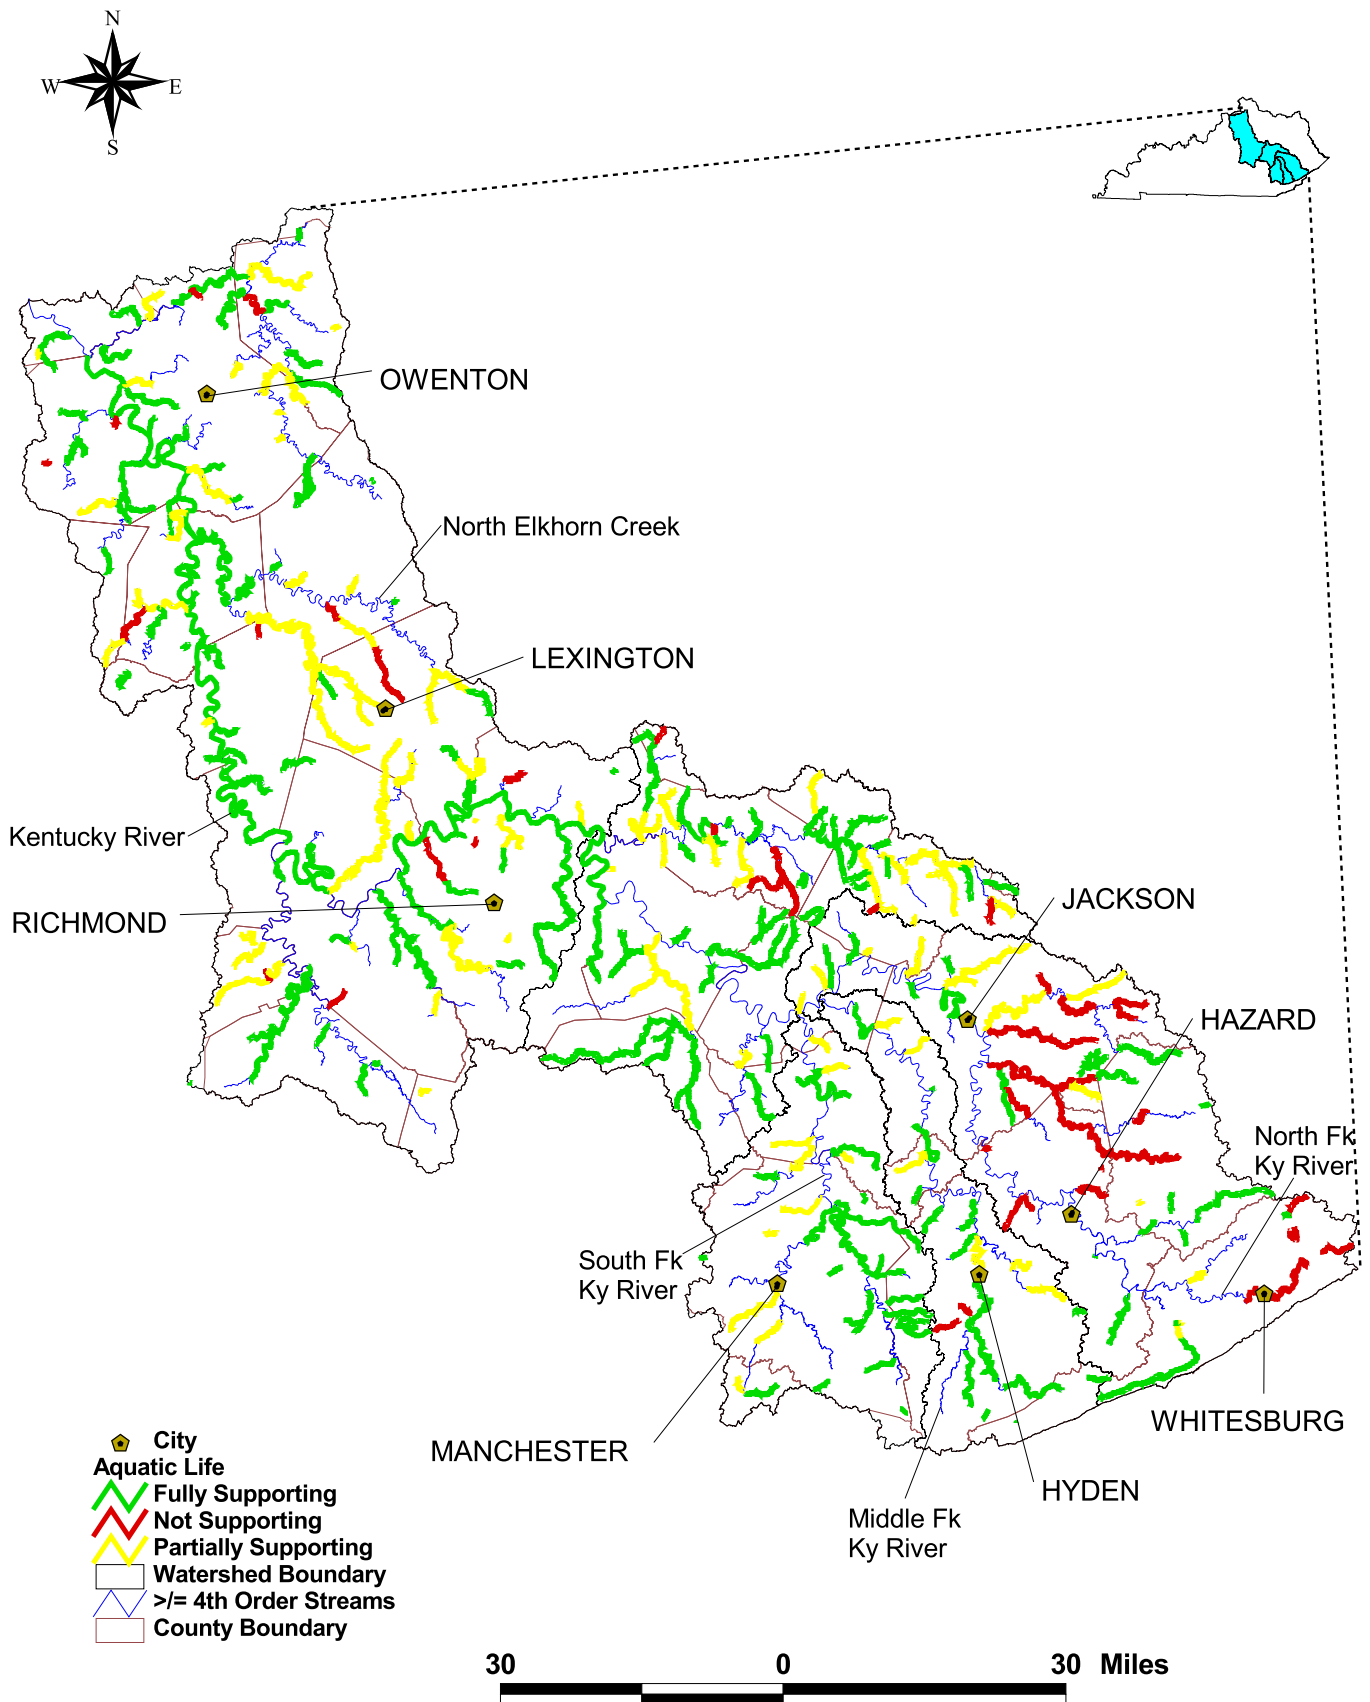 N
W E
S
OWENTON
North Elkhorn Creek
LEXINGTON
Kentucky River
JACKSON
RICHMOND
HAZARD
North Fk
Ky River
South Fk
Ky River
WHITESBURG
MANCHESTER
HYDEN
Middle Fk
Ky River
City
Aquatic Life
Fully Supporting
Not Supporting
Partially Supporting
Watershed Boundary
>/= 4th Order Streams
County Boundary
30 0 30 Miles